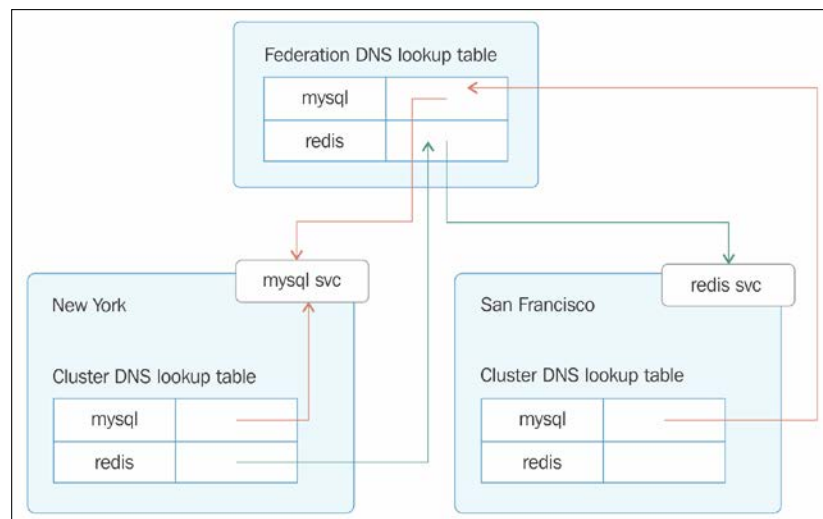 Federation DNS lookup table
mysql
redis
mysql svc
redis svc
New York
San Francisco
Cluster DNS lookup table
mysql
redis
Cluster DNS lookup table
mysql
redis